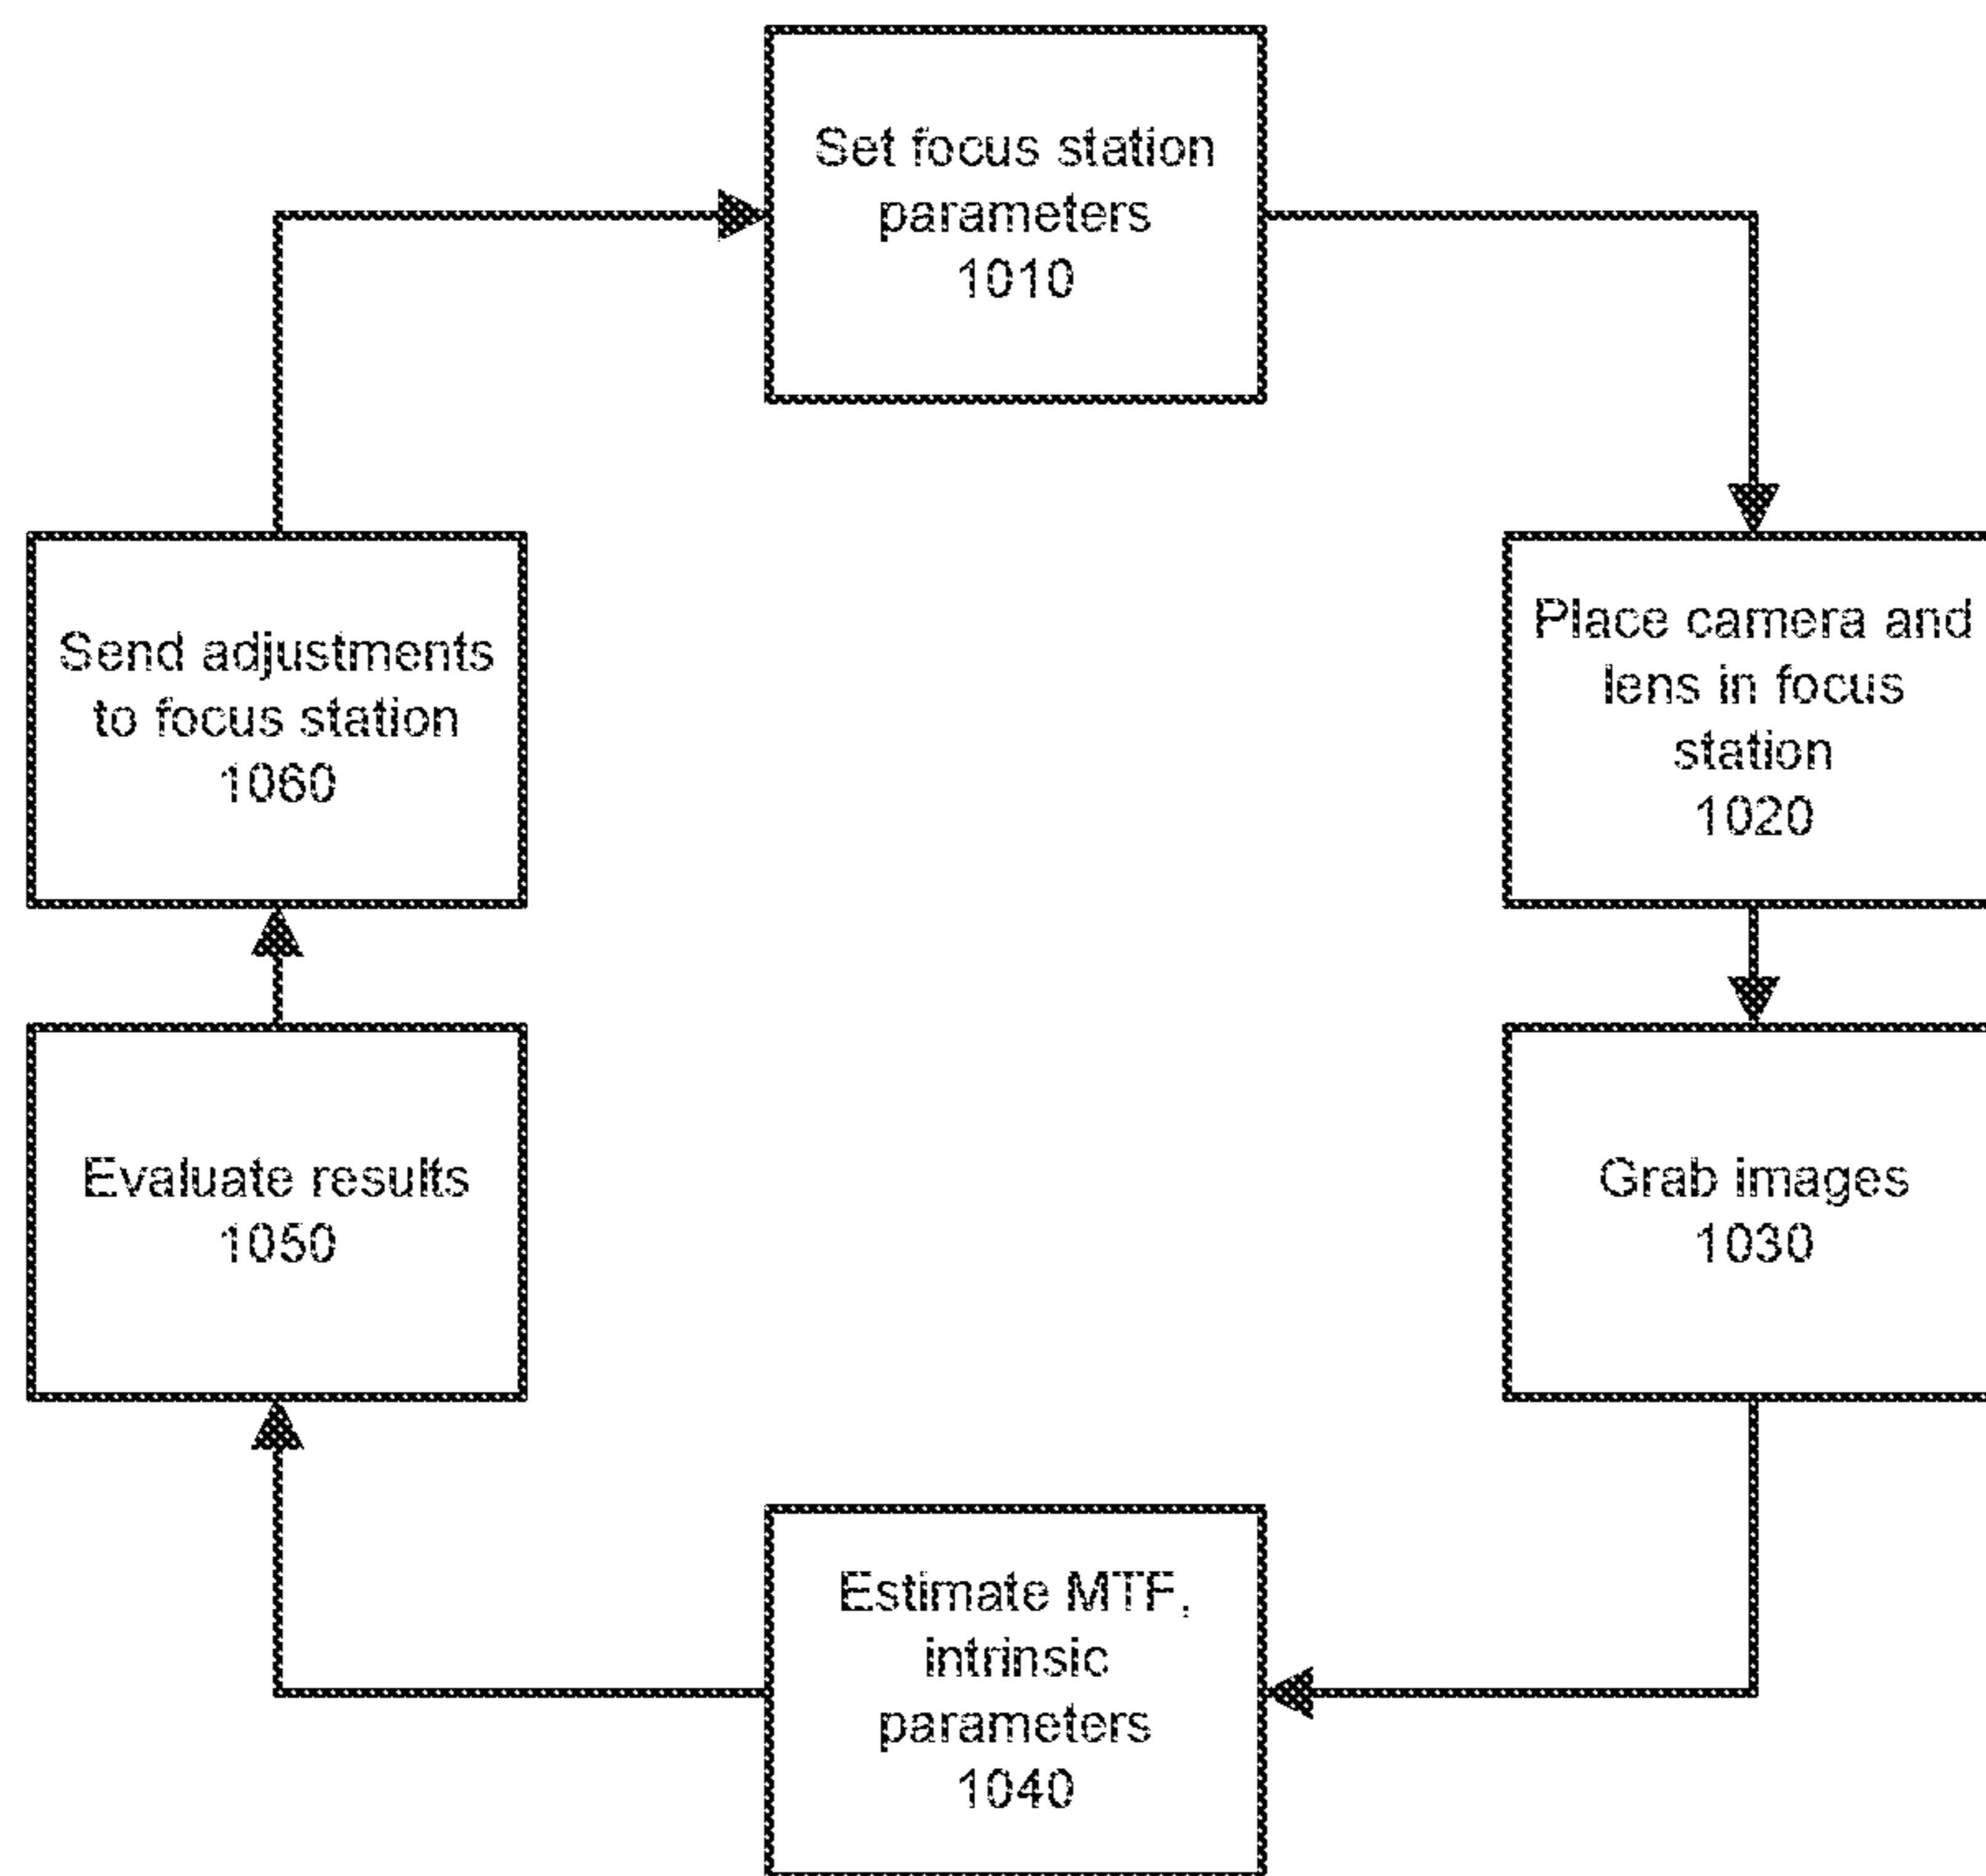 Set focus station
parameters
1010
Place camera and
lens in focus
station
1020
Grab images
1030
Estimate MTF,
intrinsic
parameters
1040
Evaluate results
1050
Send adjustments
to focus station
1060